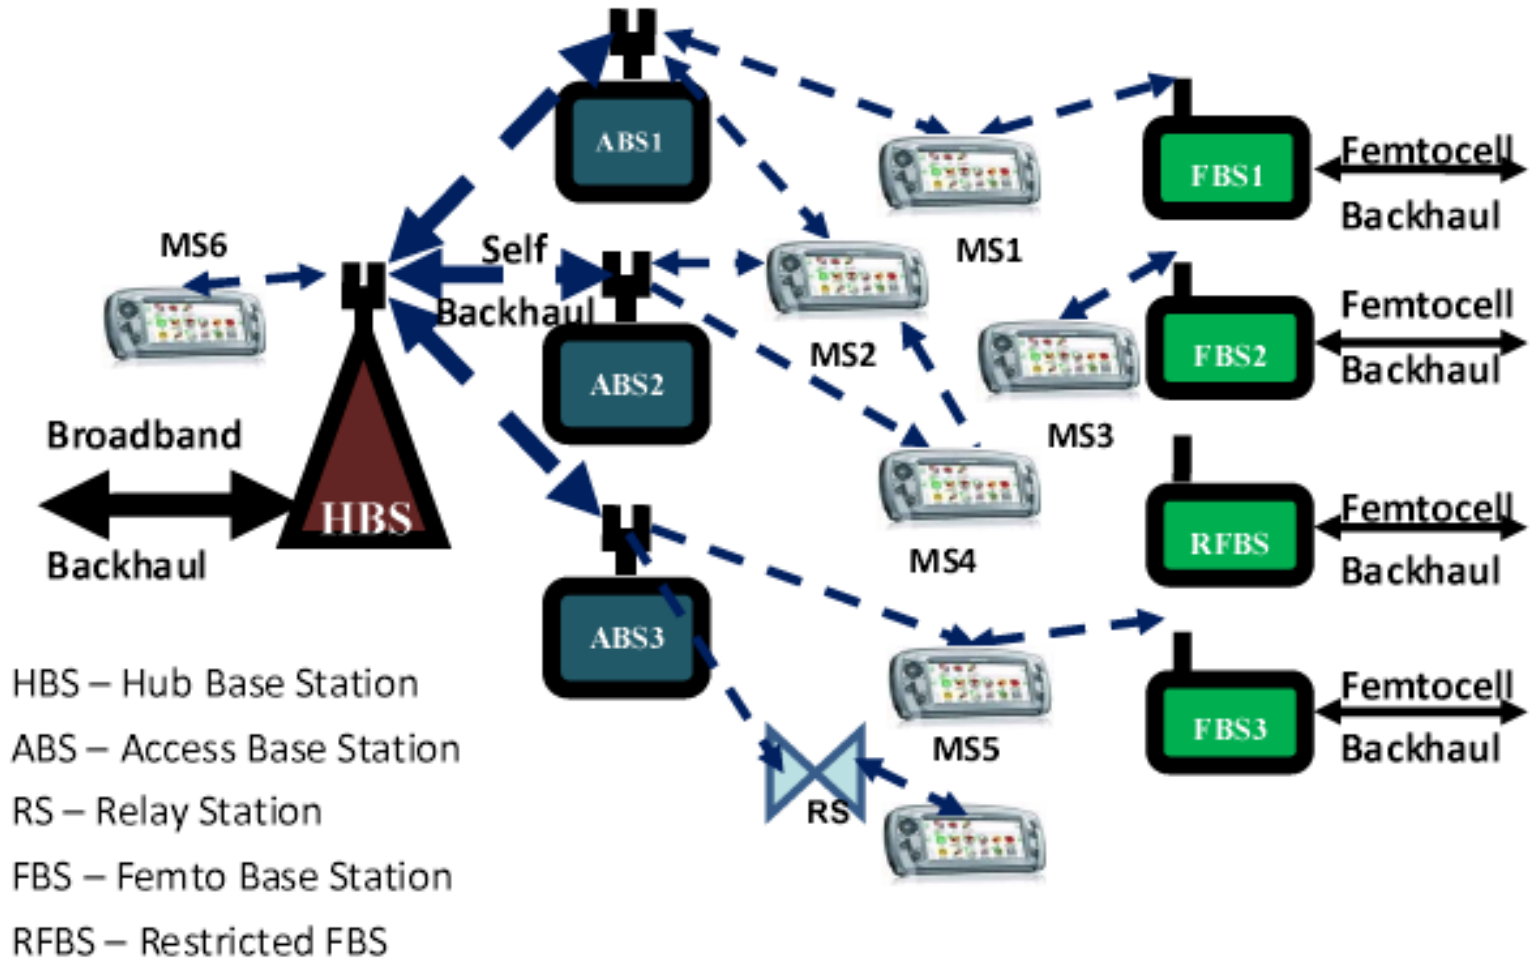 ABS1
FBS1
Femtocell
Backhaul
MS1
MS6
Self
Backhaul
MS2
ABS2
FBS2
Femtocell
Backhaul
MS3
Broadband
Backhaul
HBS
MS4
RFBS
Femtocell
Backhaul
ABS3
MS5
FBS3
Femtocell
Backhaul
RS
HBS – Hub Base Station
ABS – Access Base Station
RS – Relay Station
FBS – Femto Base Station
RFBS – Restricted FBS